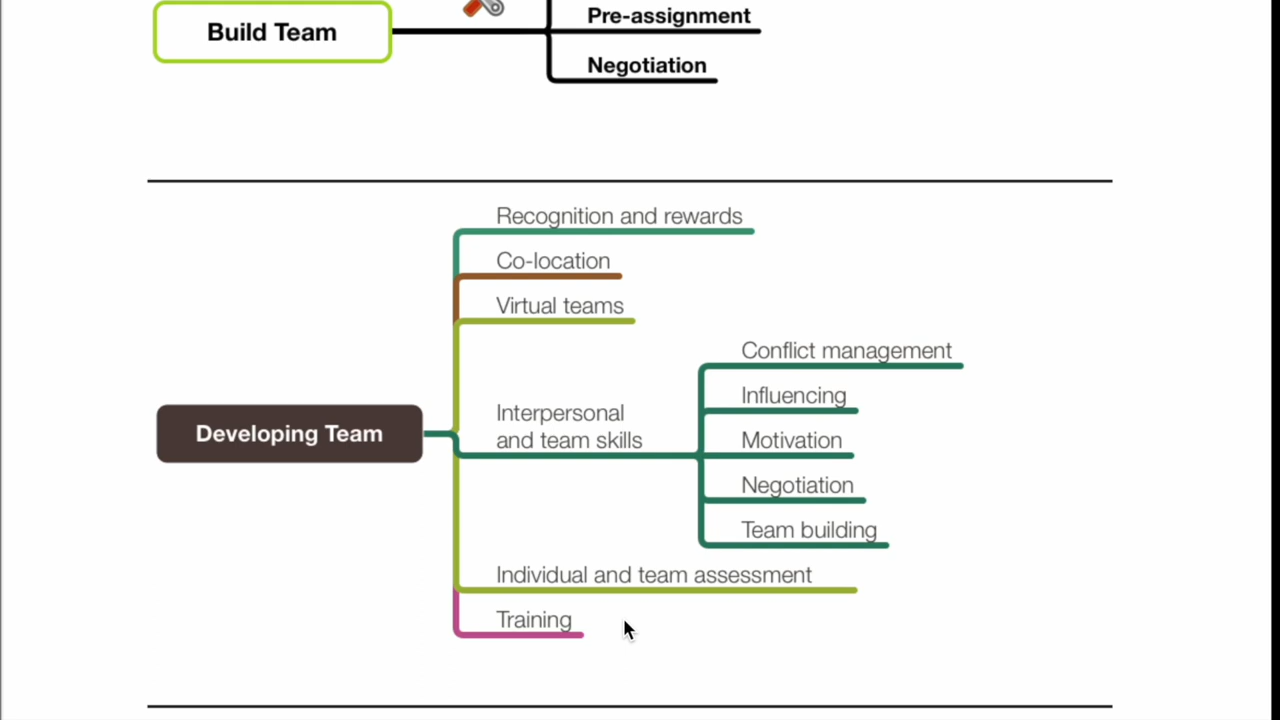 Build Team
Pre-assignment
Negotiation
Recognition and rewards
Co-location
Virtual teams
Developing Team
Interpersonal
and team skills
Conflict management
Influencing
Motivation
Negotiation
Team building
Individual and team assessment
Training